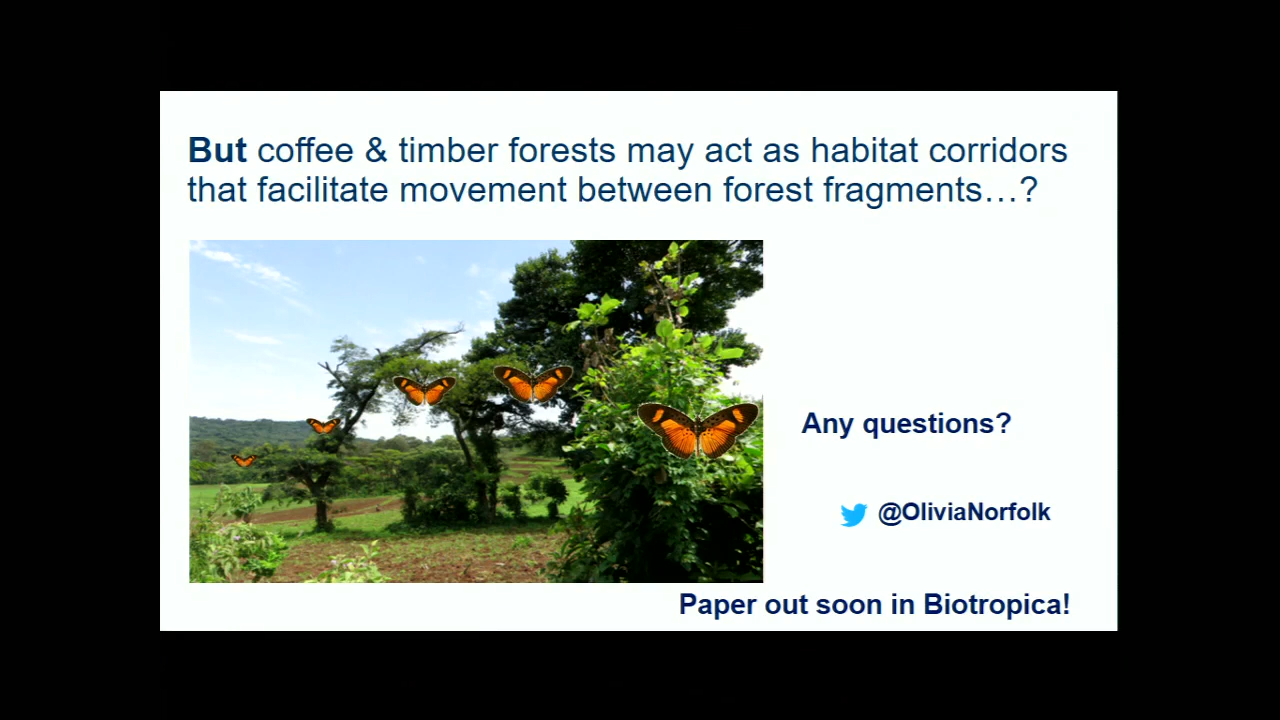 But coffee & timber forests may act as habitat corridors
that facilitate movement between forest fragments…?
Any questions?
@OliviaNorfolk
Paper out soon in Biotropica!